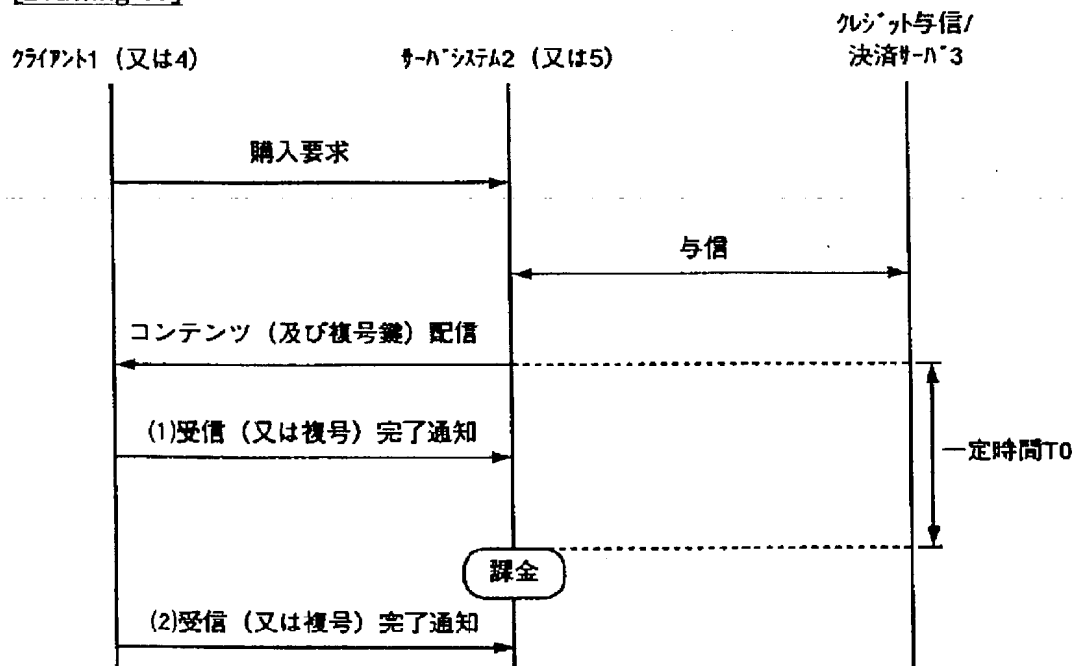 クレジット与信/
決済サーバ3
クライアント1（又は4）
サーバシステム2（又は5）
購入要求
与信
コンテンツ（及び復号鍵）配信
(1)受信（又は復号）完了通知
一定時間T0
課金
(2)受信（又は復号）完了通知